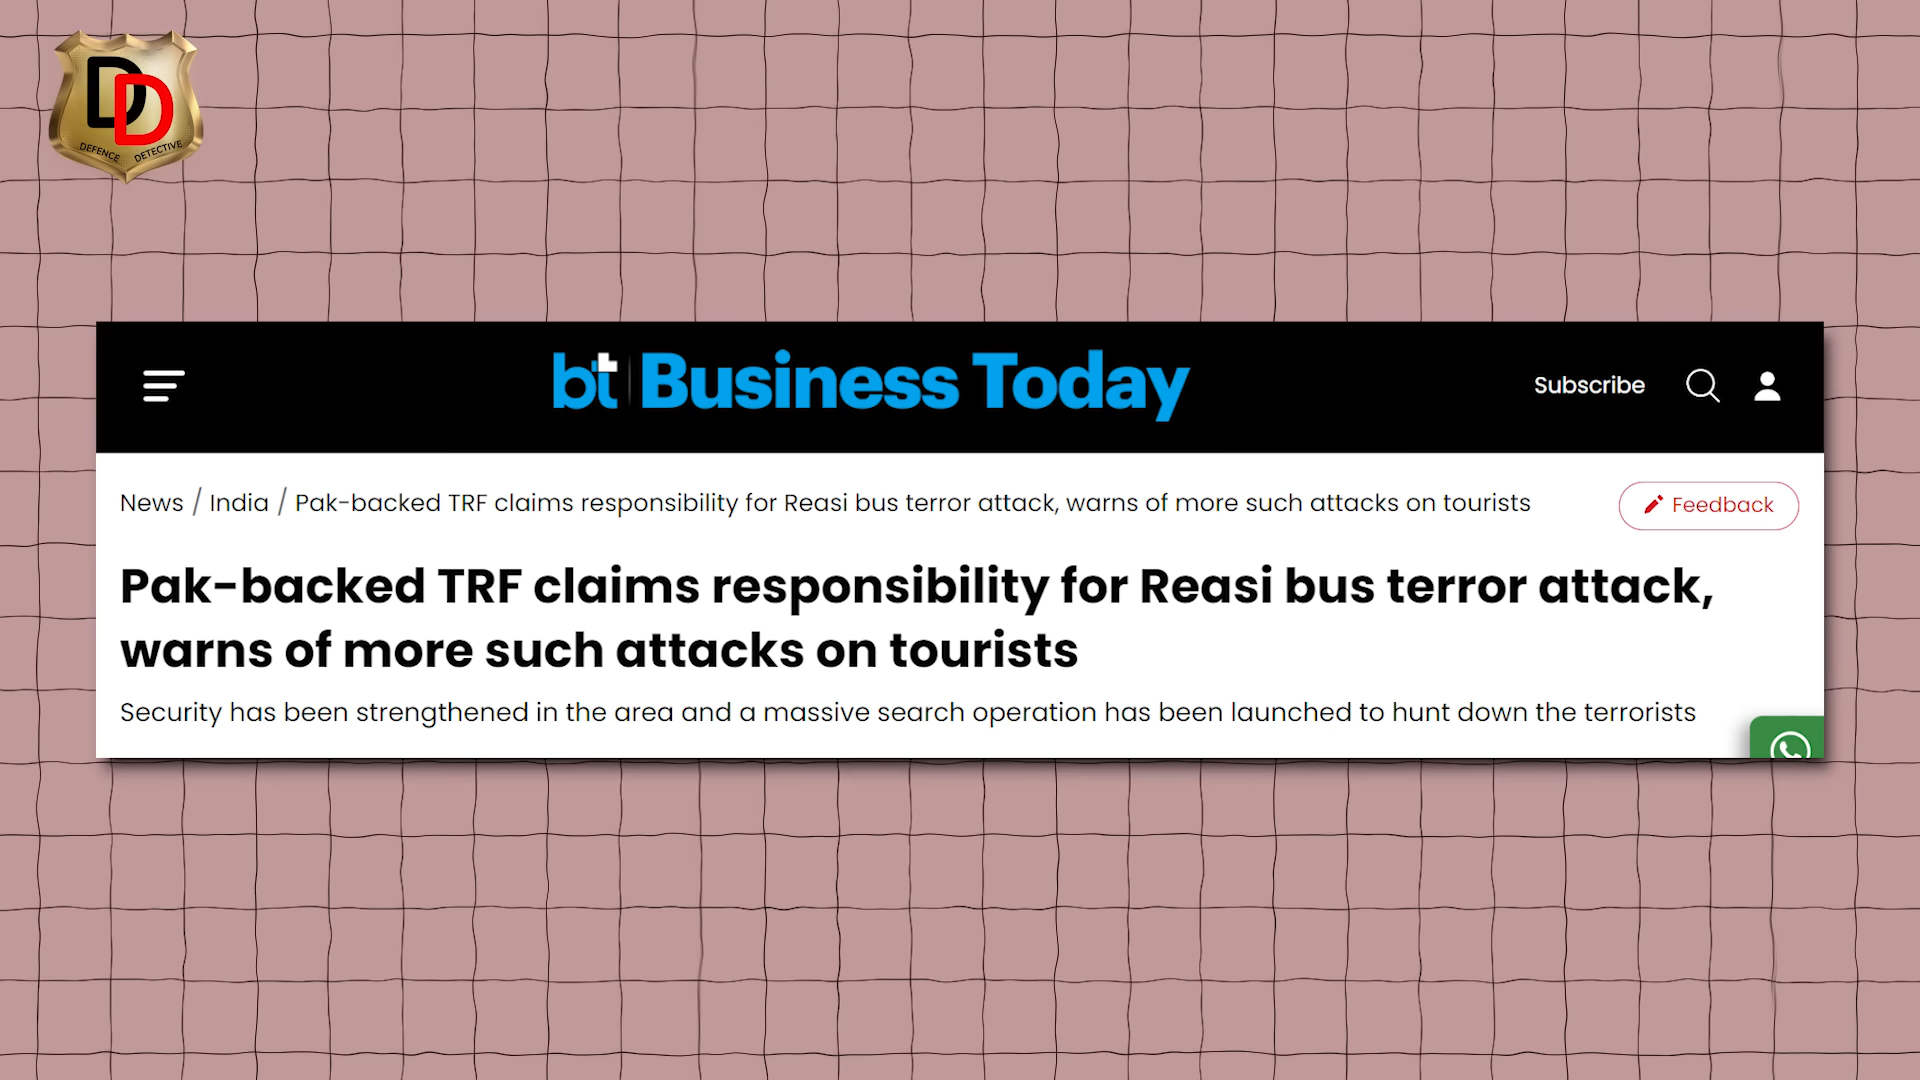 DD
DEFENCE DETECTIVE
bt Business Today
Subscribe
News / India / Pak-backed TRF claims responsibility for Reasi bus terror attack, warns of more such attacks on tourists
Feedback
Pak-backed TRF claims responsibility for Reasi bus terror attack,
warns of more such attacks on tourists
Security has been strengthened in the area and a massive search operation has been launched to hunt down the terrorists